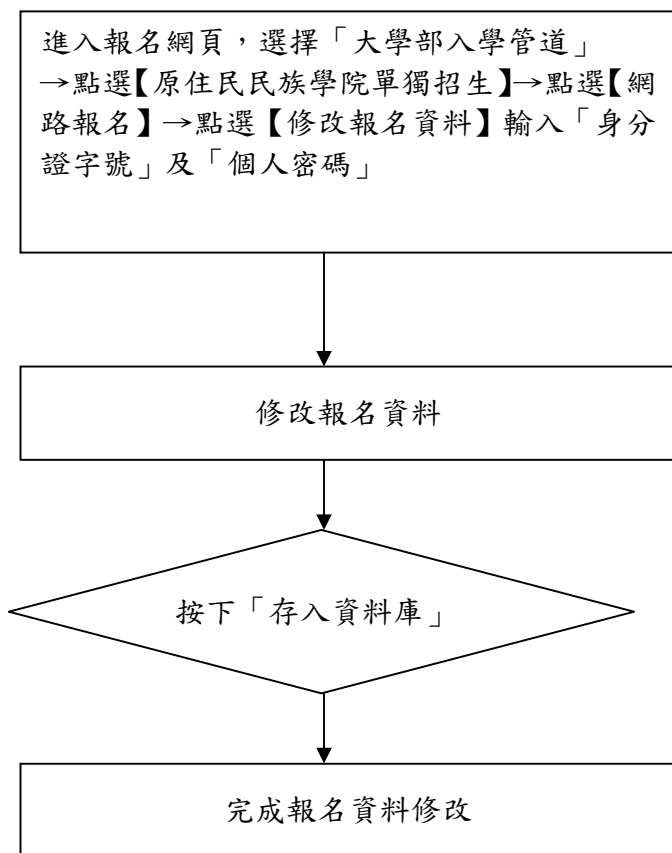 進入報名網頁，選擇「大學部入學管道」
→點選【原住民民族學院單獨招生】→點選【網
路報名】→點選【修改報名資料】輸入「身分
證字號」及「個人密碼」
修改報名資料
按下「存入資料庫」
完成報名資料修改